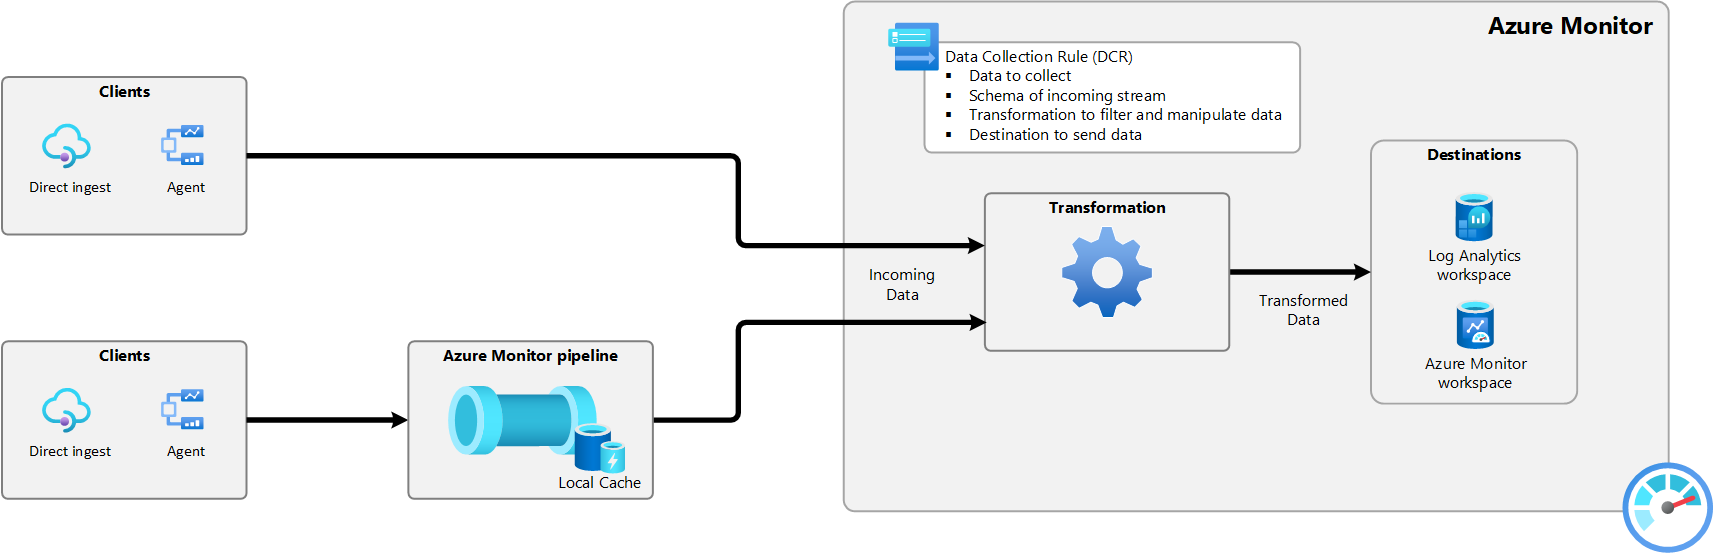 Azure Monitor
Data Collection Rule (DCR)
▪ Data to collect
▪ Schema of incoming stream
▪ Transformation to filter and manipulate data
▪ Destination to send data
Clients
Direct ingest
Agent
Incoming
Data
Transformation
Transformed
Data
Destinations
Log Analytics
workspace
Azure Monitor
workspace
Clients
Direct ingest
Agent
Azure Monitor pipeline
Local Cache